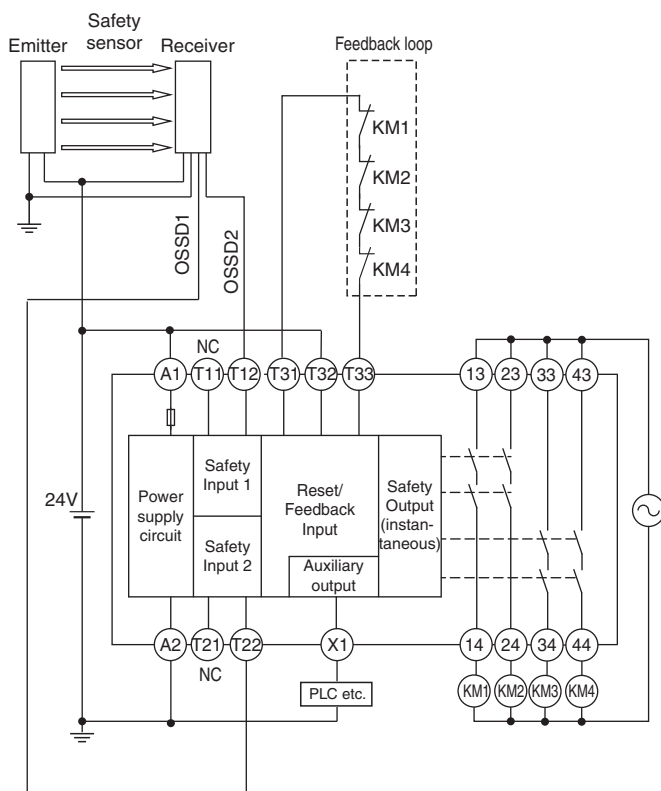 Safety
sensor
Emitter
Receiver
Feedback loop
KM1
KM2
KM3
KM4
OSSD1
OSSD2
NC
A1
T11
T12
T31
T32
T33
13
23
33
43
24V
Power
supply
circuit
Safety
Input 1
Safety
Input 2
Reset/
Feedback
Input
Auxiliary
output
Safety
Output
(instan-
taneous)
A2
T21
T22
X1
14
24
34
44
NC
PLC etc.
KM1
KM2
KM3
KM4